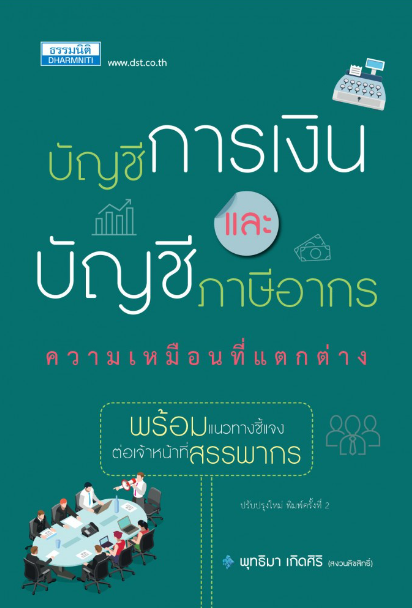 ธรรมนิติ
DHARMNITI
www.dst.co.th
บัญชีการเงิน
และ
บัญชีภาษีอากร
ความเหมือนที่แตกต่าง
พร้อมแนวทางชี้แจง
ต่อเจ้าหน้าที่สรรพากร
ปรับปรุงใหม่ พิมพ์ครั้งที่ 2
พุทธิมา เกิดศิริ (สงวนลิขสิทธิ์)